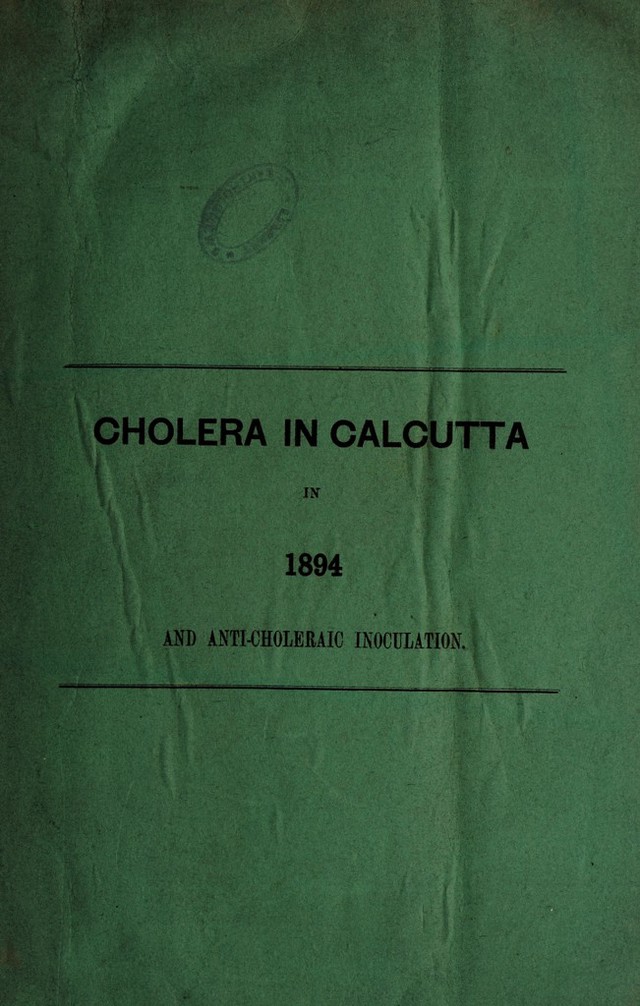 CHOLERA IN CALCUTTA
IN
1894
AND ANTI-CHOLERAIC INOCULATION.